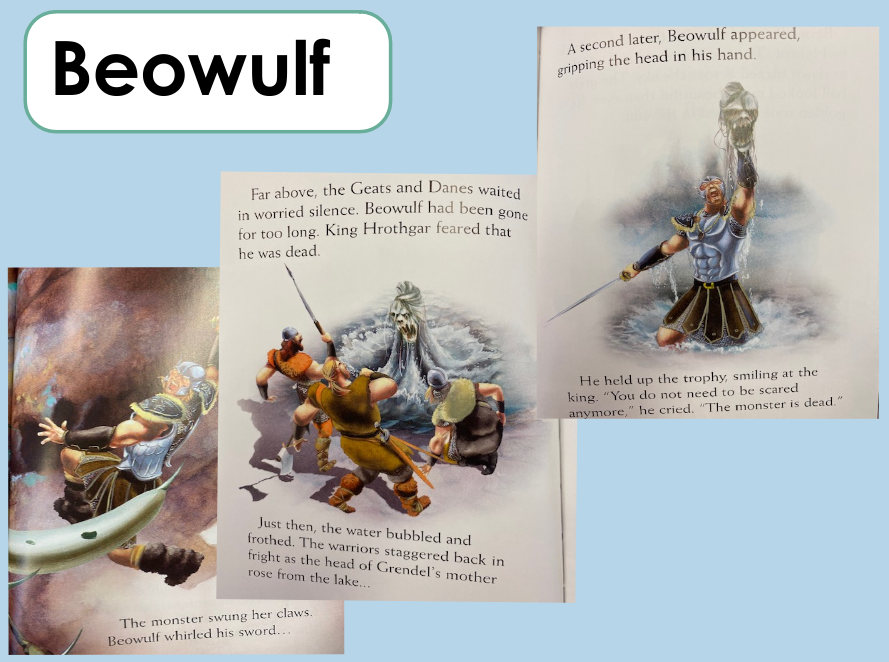 Beowulf
The monster swung her claws.
Beowulf whirled his sword...
Far above, the Geats and Danes waited
in worried silence. Beowulf had been gone
for too long. King Hrothgar feared that
he was dead.
Just then, the water bubbled and
frothed. The warriors staggered back in
fright as the head of Grendel's mother
rose from the lake...
A second later, Beowulf appeared,
gripping the head in his hand.
He held up the trophy, smiling at the
king. "You do not need to be scared
anymore," he cried. "The monster is dead."